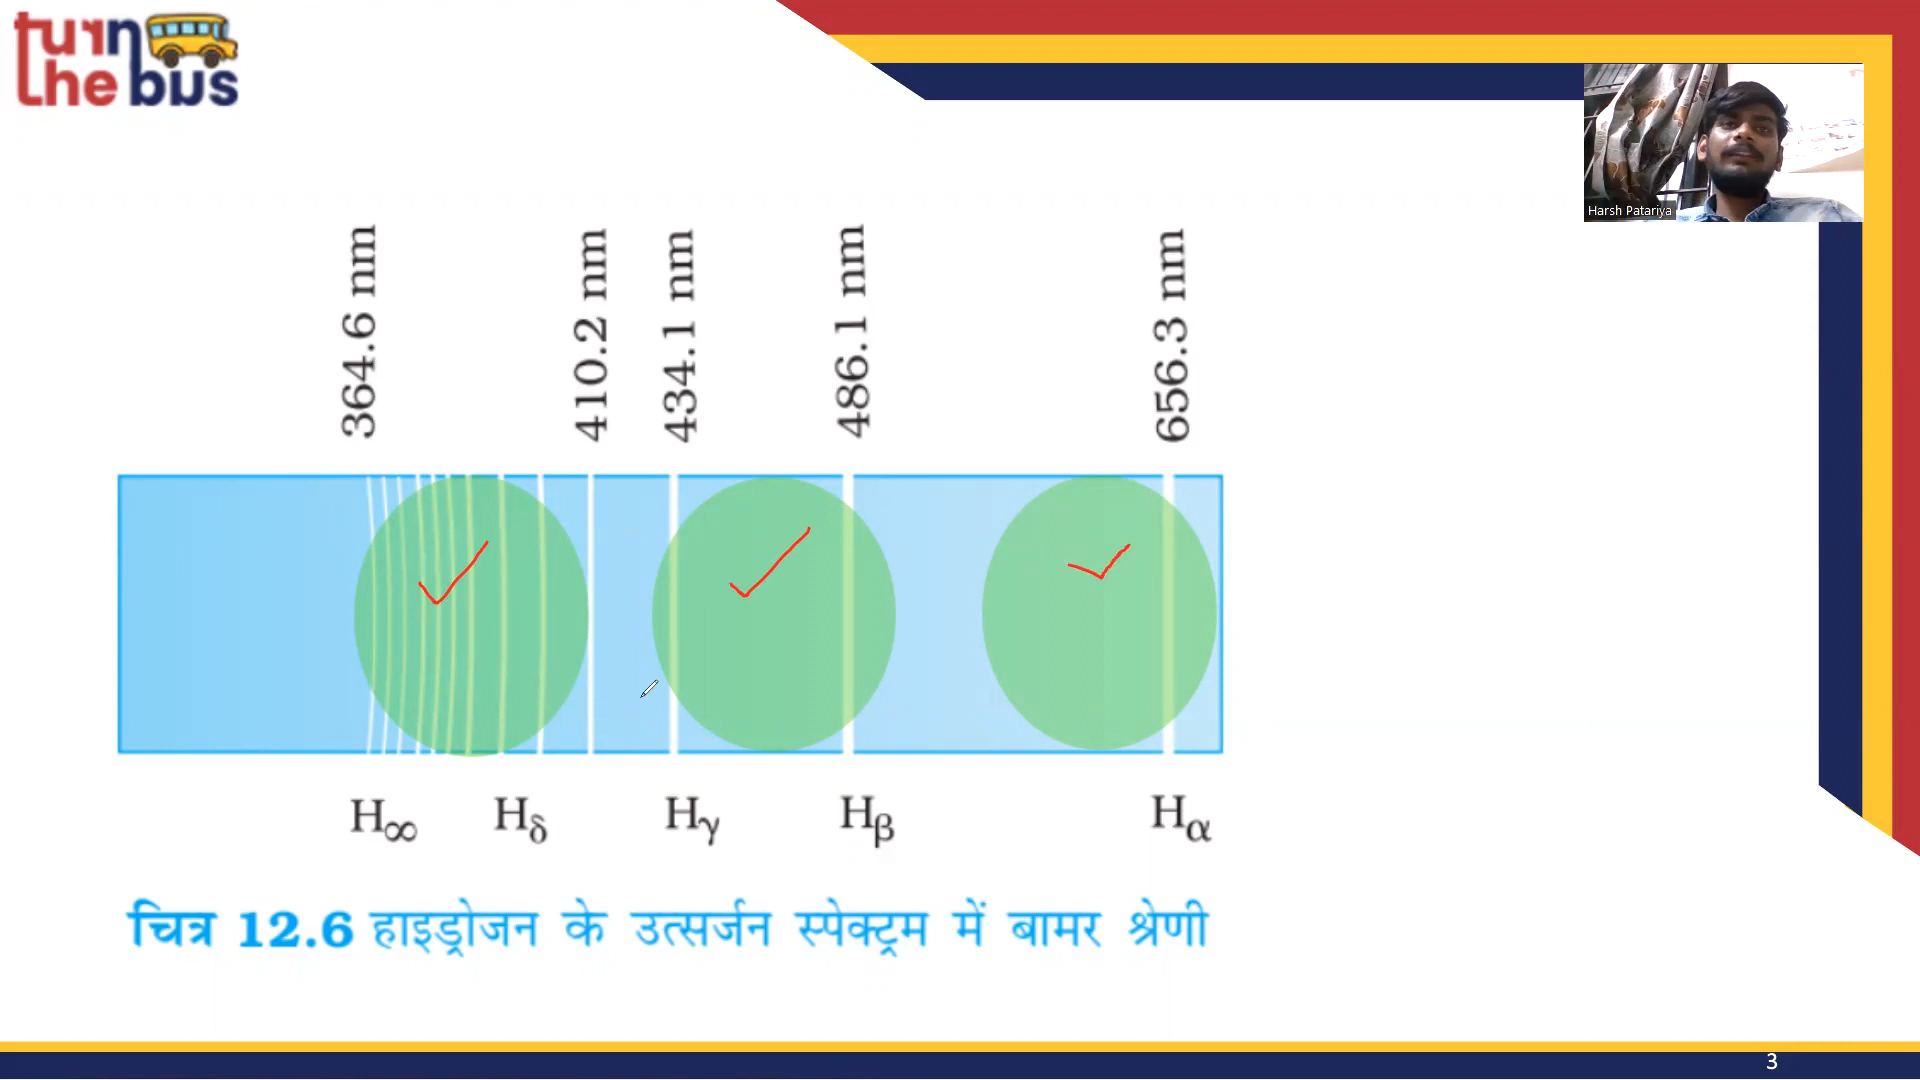 turn
the bus
Harsh Patariya
364.6 nm
410.2 nm
434.1 nm
486.1 nm
656.3 nm
H∞
Hδ
Hγ
Hβ
Hα
चित्र 12.6 हाइड्रोजन के उत्सर्जन स्पेक्ट्रम में बामर श्रेणी
3